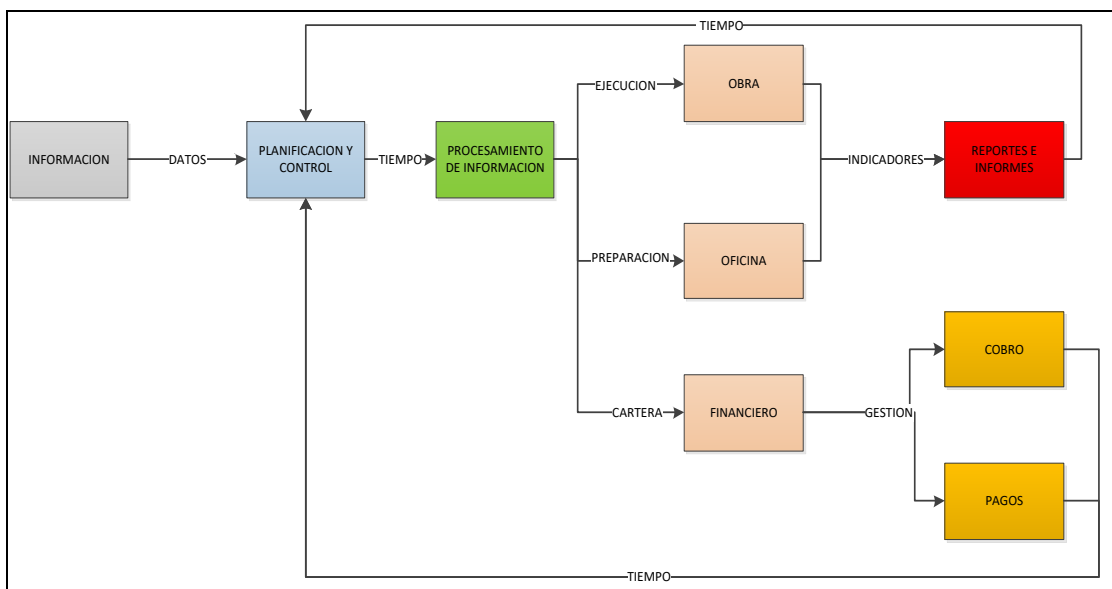 TIEMPO
EJECUCION
OBRA
INFORMACION
DATOS
PLANIFICACION Y
CONTROL
TIEMPO
PROCESAMIENTO
DE INFORMACION
INDICADORES
REPORTES E
INFORMES
PREPARACION
OFICINA
COBRO
CARTERA
FINANCIERO
GESTION
PAGOS
TIEMPO